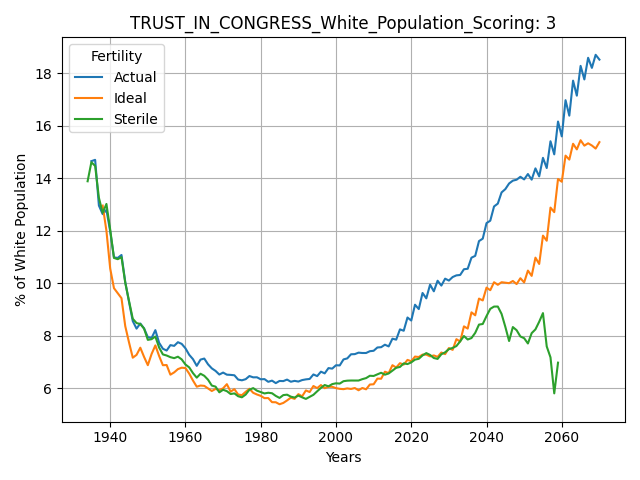 TRUST_IN_CONGRESS_White_Population_Scoring: 3
Fertility
Actual
Ideal
Sterile
% of White Population
18
16
14
12
10
8
6
1940 1960 1980 2000 2020 2040 2060
Years